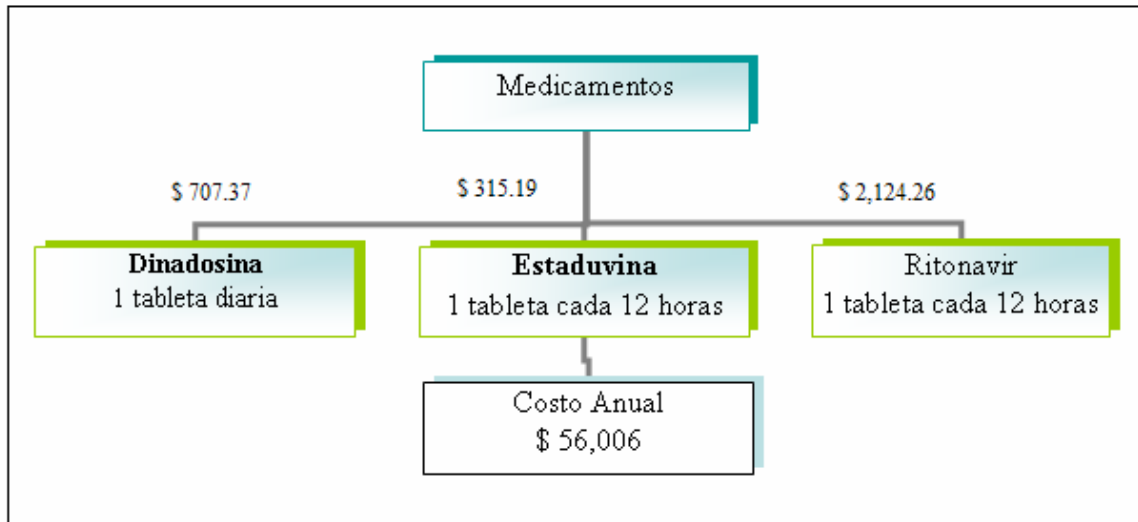 Medicamentos
$ 707.37
$ 315.19
$ 2,124.26
Dinadosina
1 tableta diaria
Estaduvina
1 tableta cada 12 horas
Ritonavir
1 tableta cada 12 horas
Costo Anual
$ 56,006